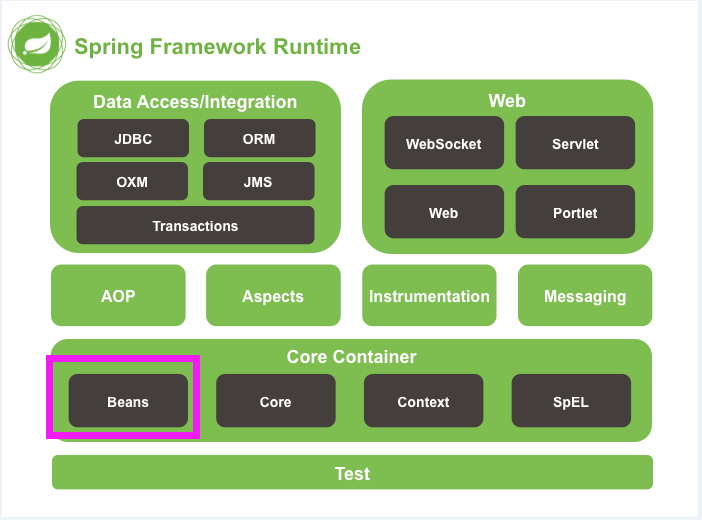 Spring Framework Runtime
Data Access/Integration
JDBC
ORM
OXM
JMS
Transactions
Web
WebSocket
Servlet
Web
Portlet
AOP
Aspects
Instrumentation
Messaging
Core Container
Beans
Core
Context
SpEL
Test